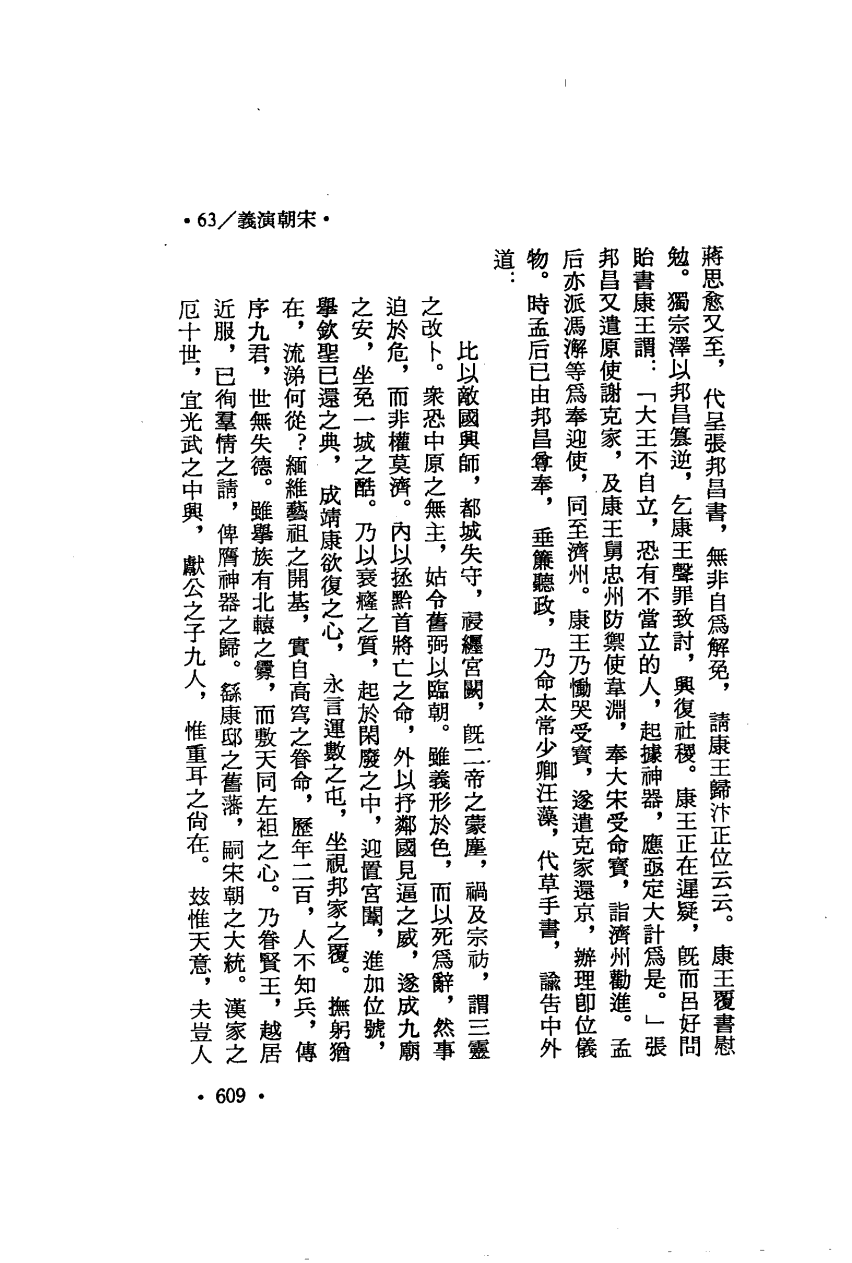 ·63／義演朝宋·
蔣思愈又至，代呈張邦昌書，無非自爲解免，請康王歸汴正位云云。康王覆書慰
勉。獨宗澤以邦昌篡逆，乞康王聲罪致討，興復社稷。康王正在遲疑，旣而呂好問
貽書康王謂：「大王不自立，恐有不當立的人，起據神器，應亟定大計爲是。」張
邦昌又遣原使謝克家，及康王舅忠州防禦使韋淵，奉大宋受命寶，詣濟州勸進。孟
后亦派馮澥等爲奉迎使，同至濟州。康王乃慟哭受寶，遂遣克家還京，辦理卽位儀
物。時孟后已由邦昌尊奉，垂簾聽政，乃命太常少卿汪藻，代草手書，諭告中外
道：
比以敵國興師，都城失守，祲纏宮闕，旣二帝之蒙塵，禍及宗祊，謂三靈
之改卜。衆恐中原之無主，姑令舊弼以臨朝。雖義形於色，而以死爲辭，然事
迫於危，而非權莫濟。內以拯黔首將亡之命，外以抒鄰國見逼之威，遂成九廟
之安，坐免一城之酷。乃以衰癃之質，起於閑廢之中，迎置宮闈，進加位號，
舉欽聖已還之典，成靖康欲復之心，永言運數之屯，坐視邦家之覆。撫躬猶
在，流涕何從？緬維藝祖之開基，實自高穹之眷命，歷年二百，人不知兵，傳
序九君，世無失德。雖舉族有北轅之釁，而敷天同左袒之心。乃眷賢王，越居
近服，已徇羣情之請，俾膺神器之歸。繇康邸之舊藩，嗣宋朝之大統。漢家之
厄十世，宜光武之中興，獻公之子九人，惟重耳之尙在。玆惟天意，夫豈人
·609·